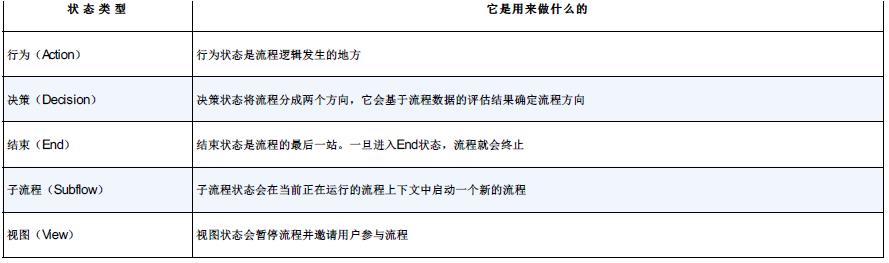 状 态 类 型 它是用来做什么的
行为（Action） 行为状态是流程逻辑发生的地方
决策（Decision） 决策状态将流程分成两个方向，它会基于流程数据的评估结果确定流程方向
结束（End） 结束状态是流程的最后一站。一旦进入End状态，流程就会终止
子流程（Subflow） 子流程状态会在当前正在运行的流程上下文中启动一个新的流程
视图（View） 视图状态会暂停流程并邀请用户参与流程